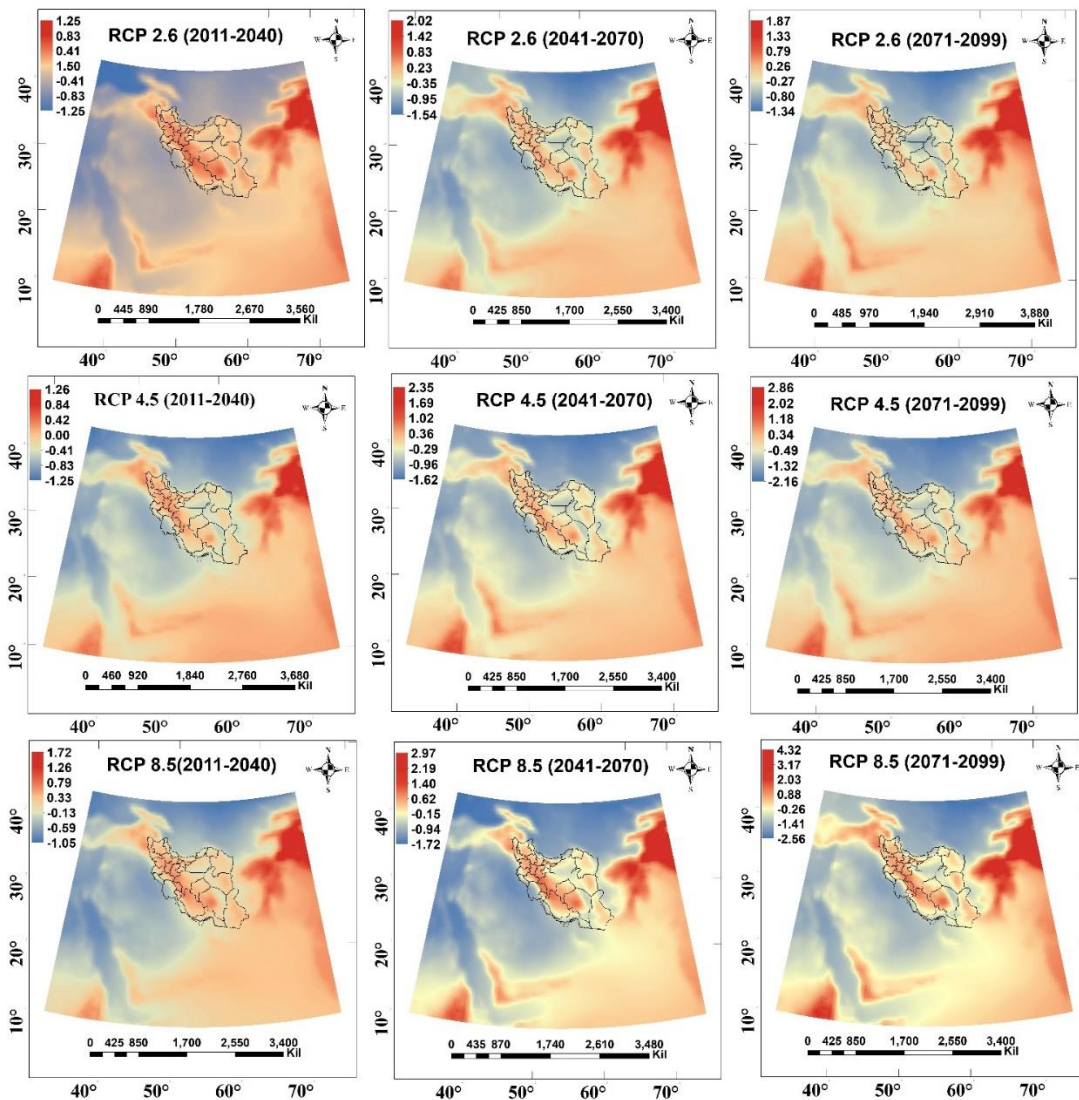 1.25
0.83
0.41
1.50
-0.41
-0.83
-1.25
RCP 2.6 (2011-2040)
N
W E
S
40°
30°
20°
10°
0 445 890 1,780 2,670 3,560
Kil
40° 50° 60° 70°
2.02
1.42
0.83
0.23
-0.35
-0.95
-1.54
RCP 2.6 (2041-2070)
N
W E
S
40°
30°
20°
10°
0 425 850 1,700 2,550 3,400
Kil
40° 50° 60° 70°
1.87
1.33
0.79
0.26
-0.27
-0.80
-1.34
RCP 2.6 (2071-2099)
N
W E
S
40°
30°
20°
10°
0 485 970 1,940 2,910 3,880
Kil
40° 50° 60° 70°
1.26
0.84
0.42
0.00
-0.41
-0.83
-1.25
RCP 4.5 (2011-2040)
N
W E
S
40°
30°
20°
10°
0 460 920 1,840 2,760 3,680
Kil
40° 50° 60° 70°
2.35
1.69
1.02
0.36
-0.29
-0.96
-1.62
RCP 4.5 (2041-2070)
N
W E
S
40°
30°
20°
10°
0 425 850 1,700 2,550 3,400
Kil
40° 50° 60° 70°
2.86
2.02
1.18
0.34
-0.49
-1.32
-2.16
RCP 4.5 (2071-2099)
N
W E
S
40°
30°
20°
10°
0 425 850 1,700 2,550 3,400
Kil
40° 50° 60° 70°
1.72
1.26
0.79
0.33
-0.13
-0.59
-1.05
RCP 8.5(2011-2040)
N
W E
S
40°
30°
20°
10°
0 425 850 1,700 2,550 3,400
Kil
40° 50° 60° 70°
2.97
2.19
1.40
0.62
-0.15
-0.94
-1.72
RCP 8.5 (2041-2070)
N
W E
S
40°
30°
20°
10°
0 435 870 1,740 2,610 3,480
Kil
40° 50° 60° 70°
4.32
3.17
2.03
0.88
-0.26
-1.41
-2.56
RCP 8.5 (2071-2099)
N
W E
S
40°
30°
20°
10°
0 425 850 1,700 2,550 3,400
Kil
40° 50° 60° 70°